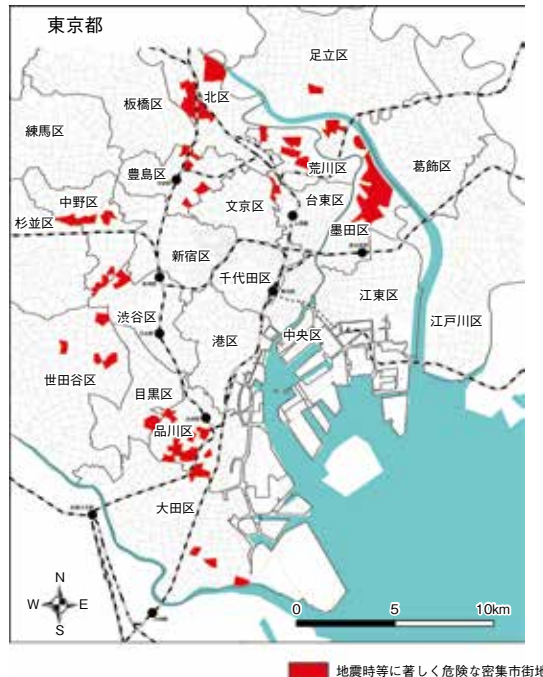 東京都
足立区
板橋区
北区
練馬区
葛飾区
荒川区
豊島区
中野区
文京区
台東区
杉並区
墨田区
新宿区
千代田区
江東区
江戸川区
渋谷区
港区
中央区
世田谷区
目黒区
品川区
大田区
N
W E
S
0 5 10km
地震時等に著しく危険な密集市街地